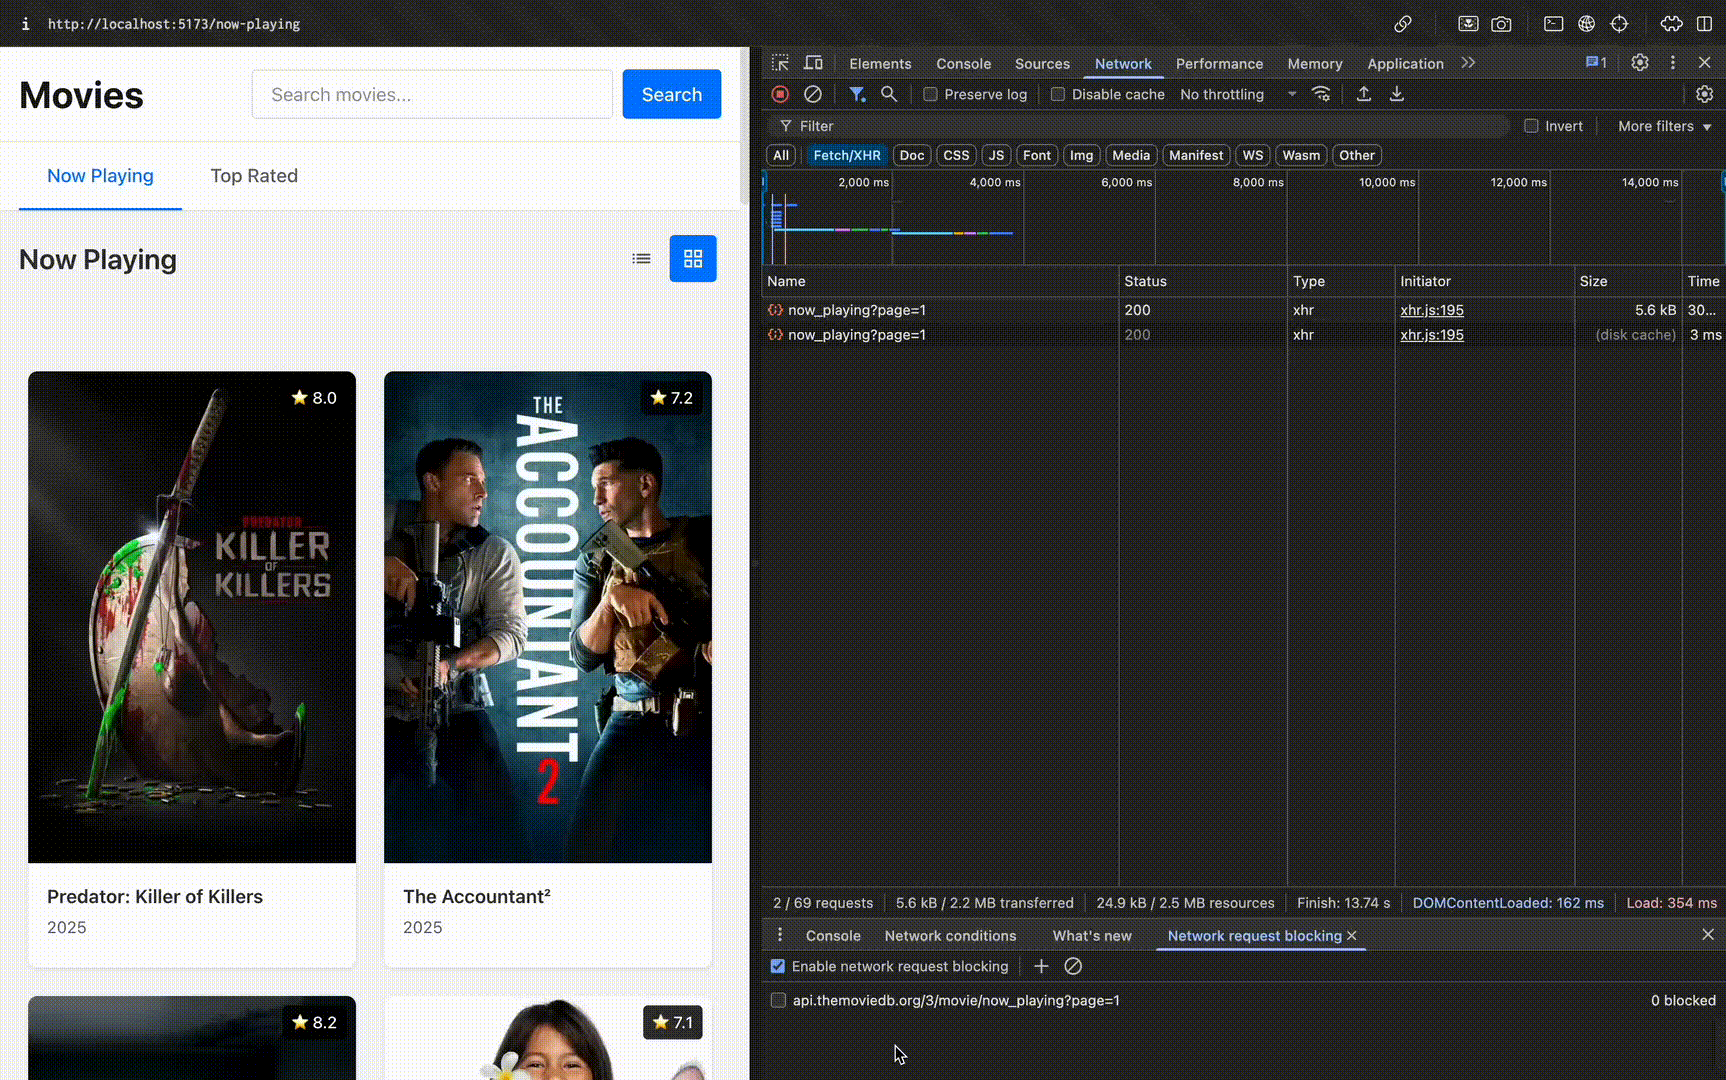 http://localhost:5173/now-playing
Movies
Search movies...
Search
Now Playing
Top Rated
Now Playing
8.0
PREDATOR
KILLER
OF
KILLERS
Predator: Killer of Killers
2025
7.2
THE
ACCOUNTANT
2
The Accountant²
2025
8.2
7.1
Elements
Console
Sources
Network
Performance
Memory
Application
1
Preserve log
Disable cache
No throttling
Filter
Invert
More filters
All
Fetch/XHR
Doc
CSS
JS
Font
Img
Media
Manifest
WS
Wasm
Other
2,000 ms
4,000 ms
6,000 ms
8,000 ms
10,000 ms
12,000 ms
14,000 ms
Name Status Type Initiator Size Time
now_playing?page=1 200 xhr xhr.js:195 5.6 kB 30...
now_playing?page=1 200 xhr xhr.js:195 (disk cache) 3 ms
2 / 69 requests
5.6 kB / 2.2 MB transferred
24.9 kB / 2.5 MB resources
Finish: 13.74 s
DOMContentLoaded: 162 ms
Load: 354 ms
Console
Network conditions
What's new
Network request blocking
Enable network request blocking
api.themoviedb.org/3/movie/now_playing?page=1 0 blocked